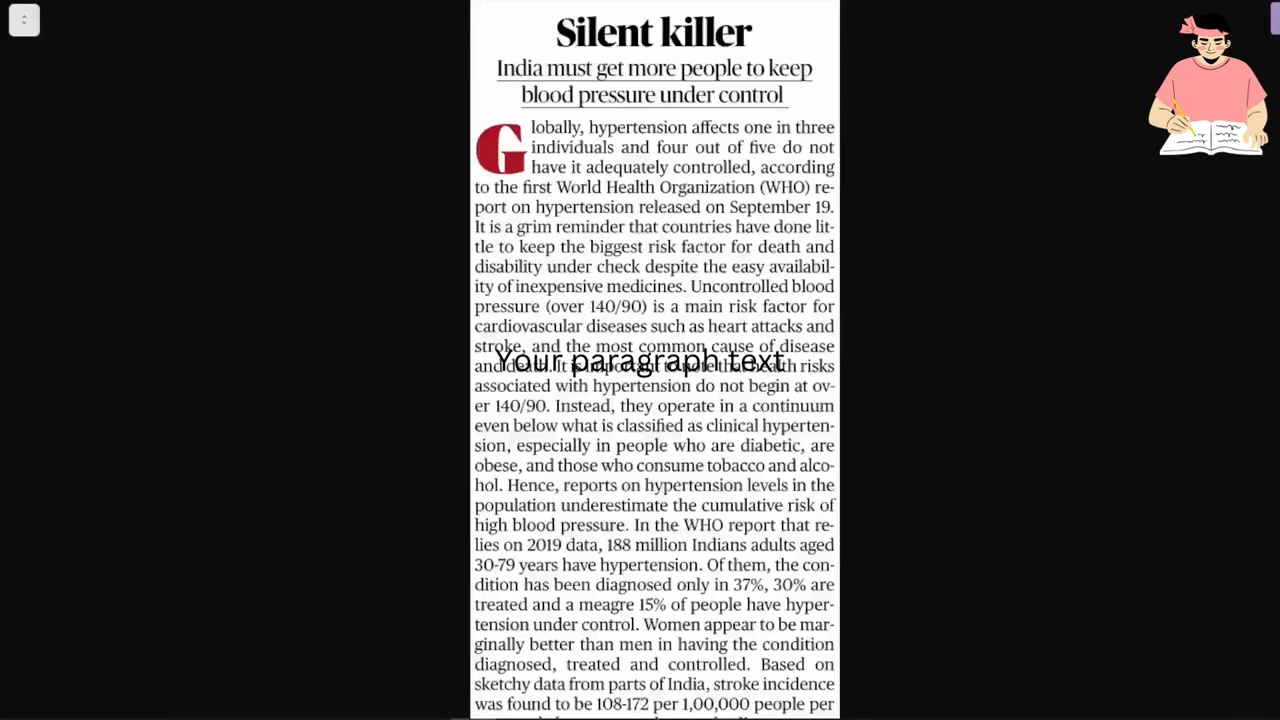 Silent killer
India must get more people to keep
blood pressure under control
Globally, hypertension affects one in three
individuals and four out of five do not
have it adequately controlled, according
to the first World Health Organization (WHO) re-
port on hypertension released on September 19.
It is a grim reminder that countries have done lit-
tle to keep the biggest risk factor for death and
disability under check despite the easy availabil-
ity of inexpensive medicines. Uncontrolled blood
pressure (over 140/90) is a main risk factor for
cardiovascular diseases such as heart attacks and
stroke, and the most common cause of disease
Your paragraph text
and death. It is important to note that health risks
associated with hypertension do not begin at ov-
er 140/90. Instead, they operate in a continuum
even below what is classified as clinical hyperten-
sion, especially in people who are diabetic, are
obese, and those who consume tobacco and alco-
hol. Hence, reports on hypertension levels in the
population underestimate the cumulative risk of
high blood pressure. In the WHO report that re-
lies on 2019 data, 188 million Indians adults aged
30-79 years have hypertension. Of them, the con-
dition has been diagnosed only in 37%, 30% are
treated and a meagre 15% of people have hyper-
tension under control. Women appear to be mar-
ginally better than men in having the condition
diagnosed, treated and controlled. Based on
sketchy data from parts of India, stroke incidence
was found to be 108-172 per 1,00,000 people per